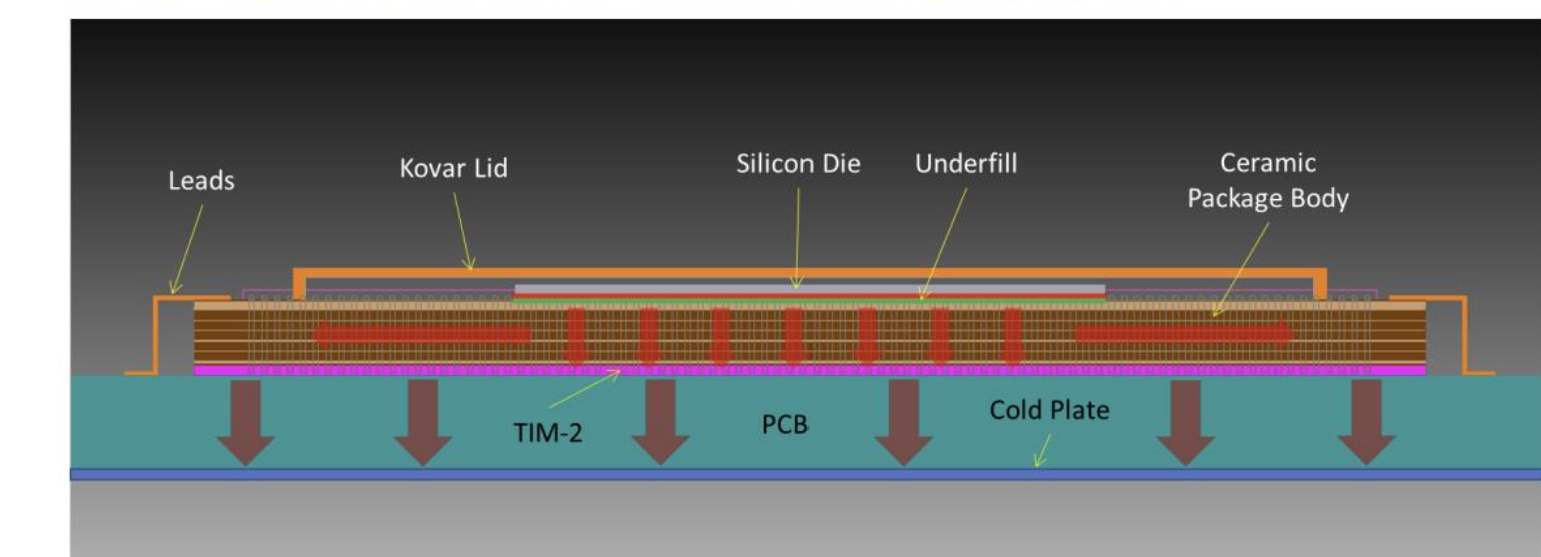 Leads
Kovar Lid
Silicon Die
Underfill
Ceramic
Package Body
TIM-2
PCB
Cold Plate